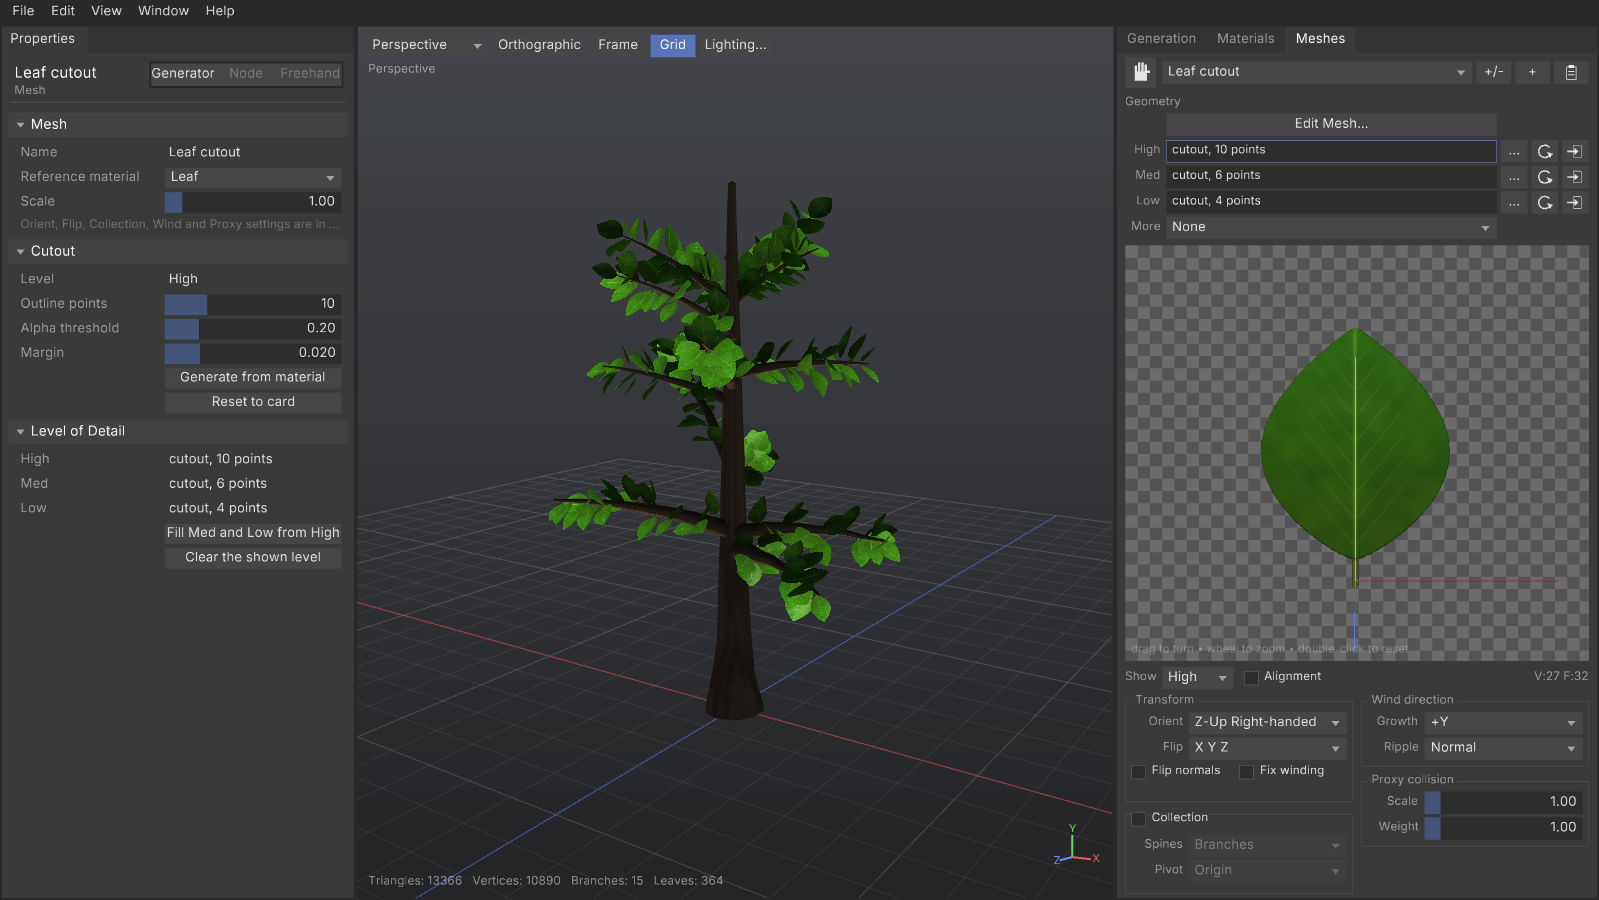 File Edit View Window Help
Properties
Leaf cutout
Mesh
Generator Node Freehand
Mesh
Name Leaf cutout
Reference material Leaf
Scale 1.00
Orient, Flip, Collection, Wind and Proxy settings are in ...
Cutout
Level High
Outline points 10
Alpha threshold 0.20
Margin 0.020
Generate from material
Reset to card
Level of Detail
High cutout, 10 points
Med cutout, 6 points
Low cutout, 4 points
Fill Med and Low from High
Clear the shown level
Perspective Orthographic Frame Grid Lighting...
Perspective
Y
Z X
Triangles: 13366 Vertices: 10890 Branches: 15 Leaves: 364
Generation Materials Meshes
Leaf cutout +/- +
Geometry
Edit Mesh...
High cutout, 10 points ...
Med cutout, 6 points ...
Low cutout, 4 points ...
More None
drag to turn • wheel to zoom • double click to reset
Show High Alignment V:27 F:32
Transform
Orient Z-Up Right-handed
Flip X Y Z
Flip normals Fix winding
Collection
Spines Branches
Pivot Origin
Wind direction
Growth +Y
Ripple Normal
Proxy collision
Scale 1.00
Weight 1.00